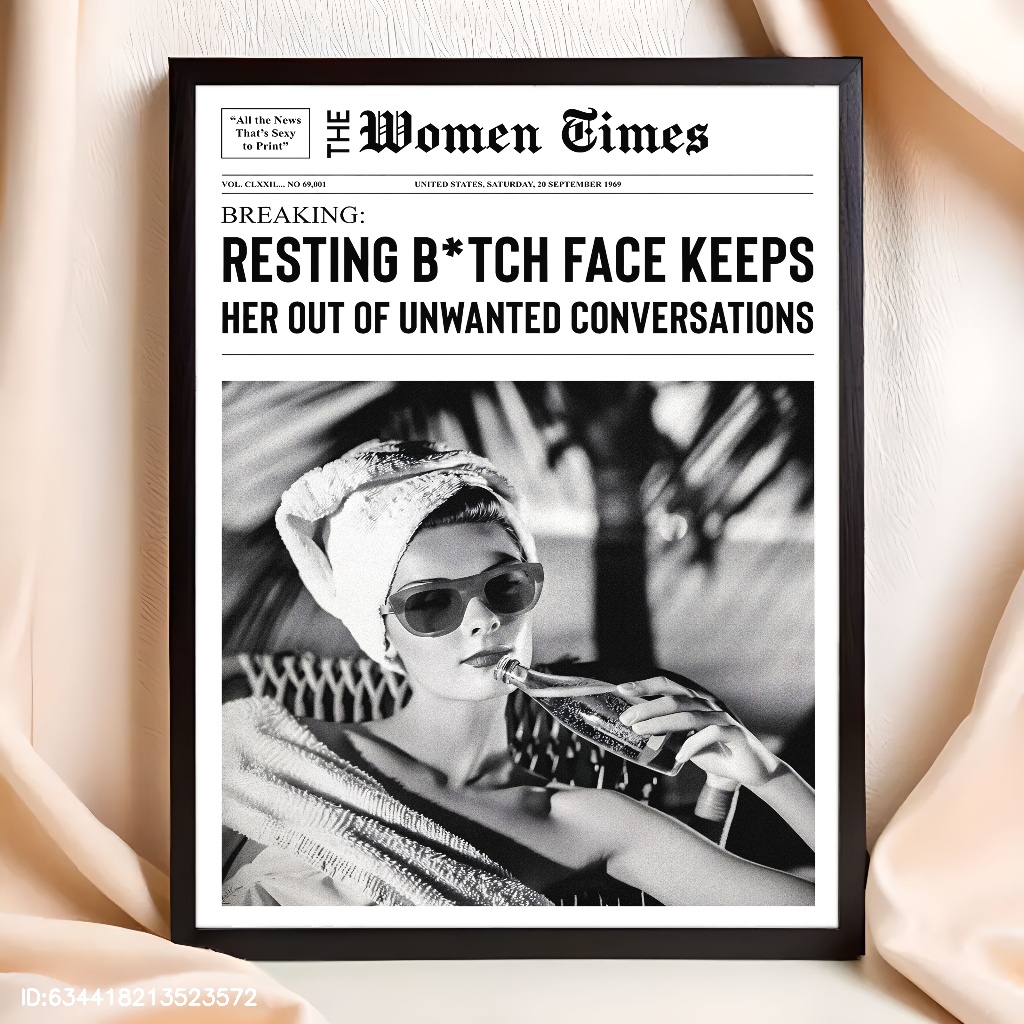 “All the News
That’s Sexy
to Print”
THE Women Times
VOL. CLXXII.... NO 69,001 UNITED STATES, SATURDAY, 20 SEPTEMBER 1969
BREAKING:
RESTING B*TCH FACE KEEPS
HER OUT OF UNWANTED CONVERSATIONS
ID:634418213523572